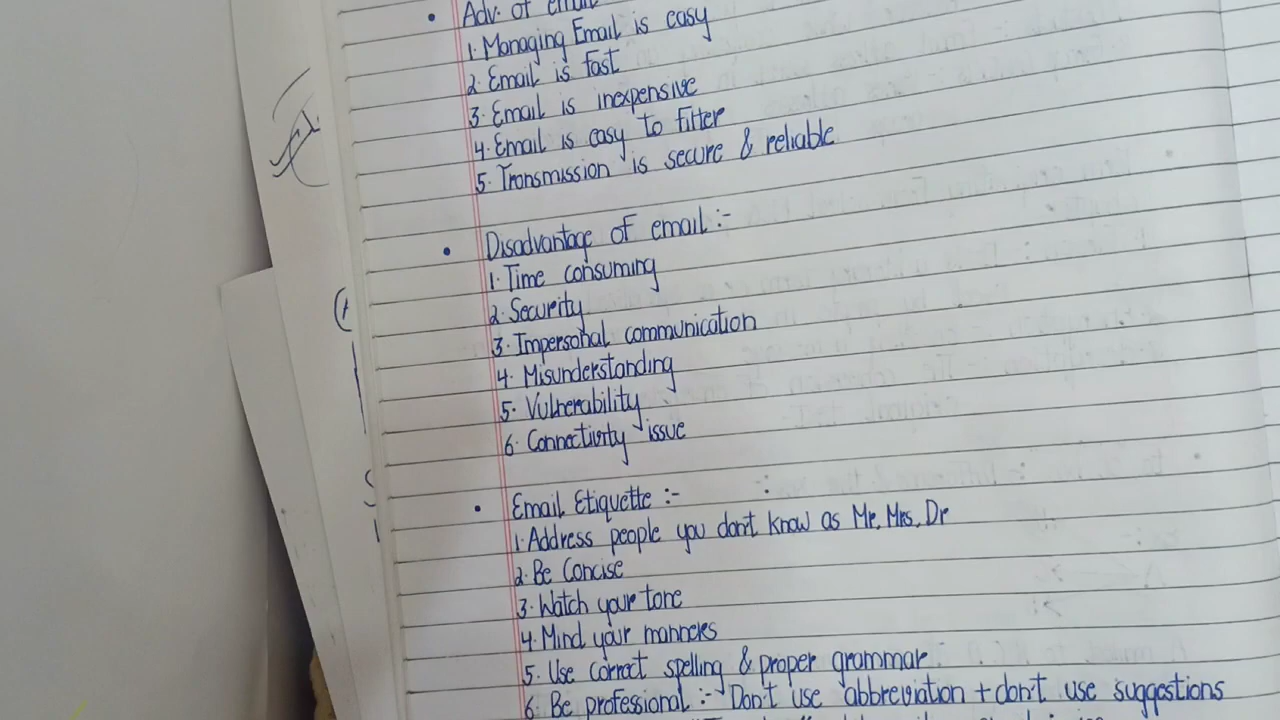 • Adv. of email
1. Managing Email is easy
2. Email is fast
3. Email is inexpensive
4. Email is easy to filter
5. Transmission is secure & reliable
• Disadvantage of email :-
1. Time consuming
2. Security
3. Impersonal communication
4. Misunderstanding
5. Vulnerability
6. Connectivity issue
• Email Etiquette :-
1. Address people you don't know as Mr, Mrs, Dr
2. Be Concise
3. Watch your tone
4. Mind your manners
5. Use correct spelling & proper grammar
6. Be professional :- Don't use abbreviation + don't use suggestions